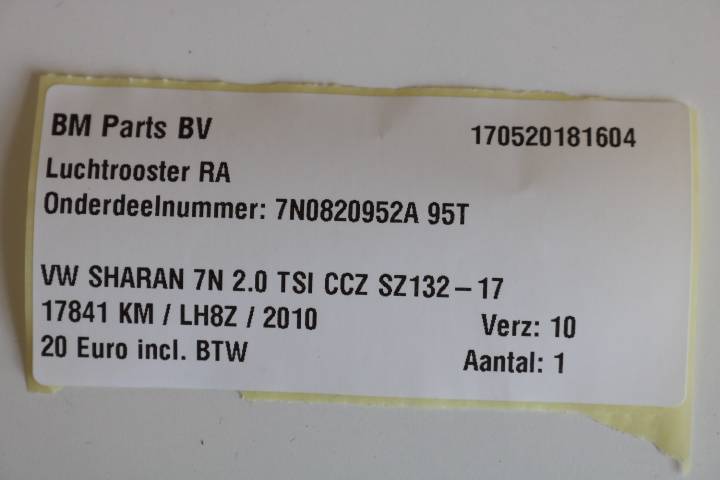 BM Parts BV 170520181604
Luchtrooster RA
Onderdeelnummer: 7N0820952A 95T
VW SHARAN 7N 2.0 TSI CCZ SZ132-17
17841 KM / LH8Z / 2010 Verz: 10
20 Euro incl. BTW Aantal: 1